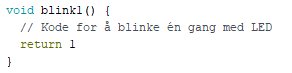 void blink1() {
// Kode for å blinke én gang med LED
return 1
}